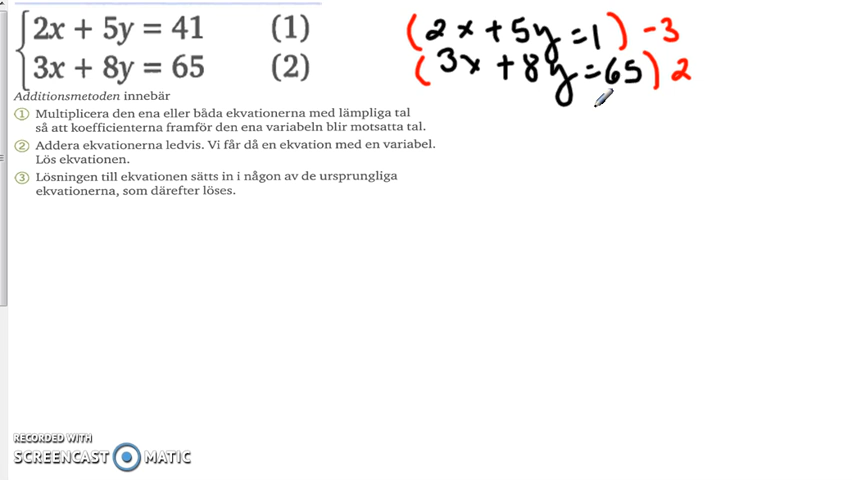 2x + 5y = 41 (1)
3x + 8y = 65 (2)
(2x + 5y = 1) -3
(3x + 8y = 65) 2
Additionsmetoden innebär
1 Multiplicera den ena eller båda ekvationerna med lämpliga tal
så att koefficienterna framför den ena variabeln blir motsatta tal.
2 Addera ekvationerna ledvis. Vi får då en ekvation med en variabel.
Lös ekvationen.
3 Lösningen till ekvationen sätts in i någon av de ursprungliga
ekvationerna, som därefter löses.
RECORDED WITH
SCREENCAST MATIC